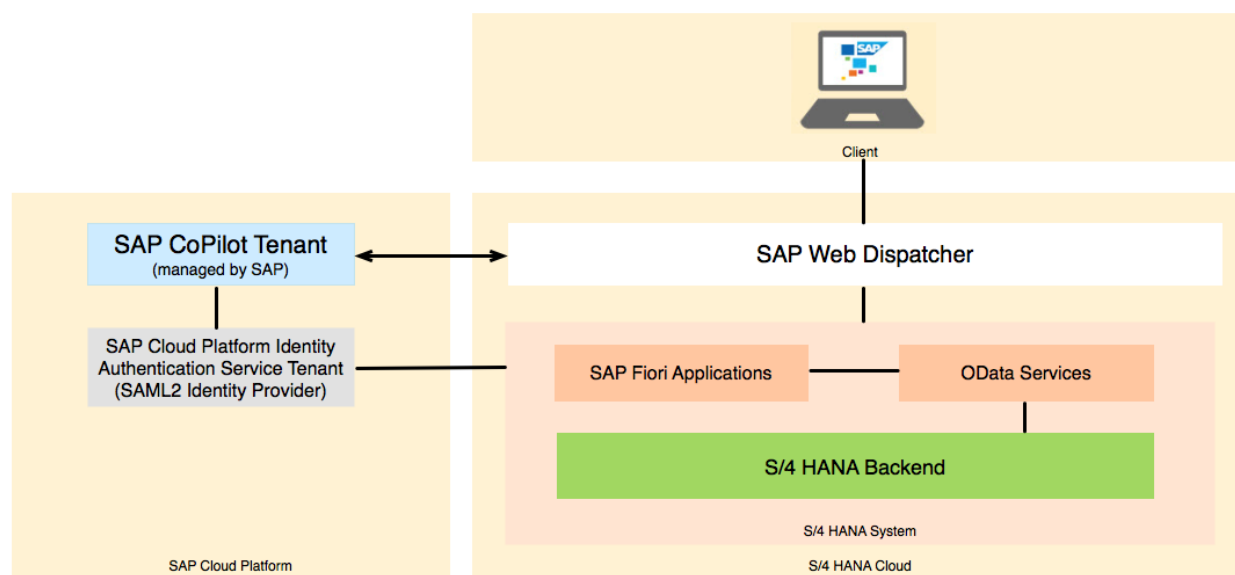 SAP
Client
SAP CoPilot Tenant
(managed by SAP)
SAP Web Dispatcher
SAP Cloud Platform Identity
Authentication Service Tenant
(SAML2 Identity Provider)
SAP Fiori Applications
OData Services
S/4 HANA Backend
S/4 HANA System
SAP Cloud Platform
S/4 HANA Cloud